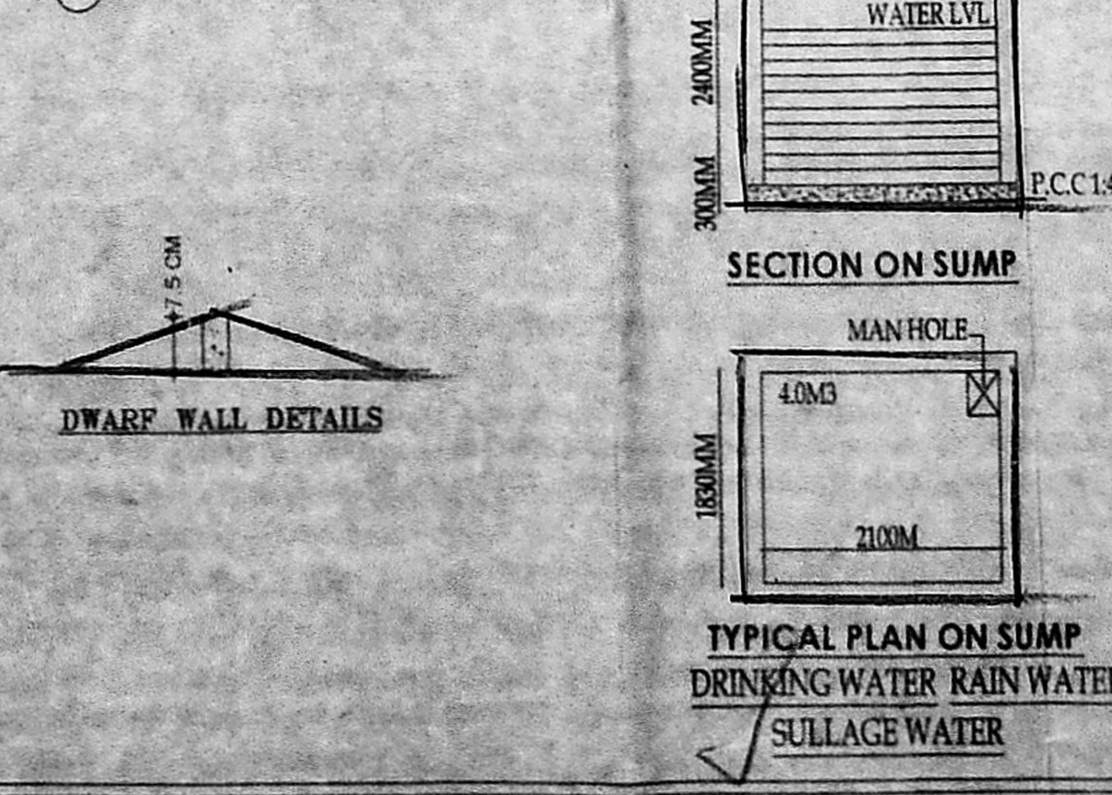 WATER LVL
2400MM
300MM
P.C.C 1:4
SECTION ON SUMP
+7.5 CM
DWARF WALL DETAILS
MAN HOLE
4.0M3
1830MM
2100M
TYPICAL PLAN ON SUMP
DRINKING WATER RAIN WATER
SULLAGE WATER